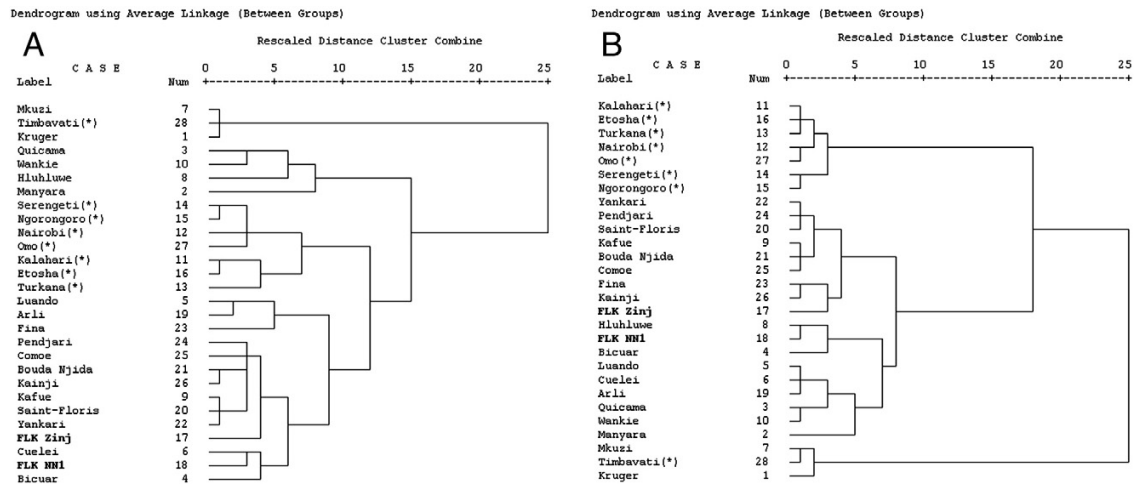 Dendrogram using Average Linkage (Between Groups)
A
Rescaled Distance Cluster Combine
C A S E
Label Num
0 5 10 15 20 25
Mkuzi 7
Timbavati(*) 28
Kruger 1
Quicama 3
Wankie 10
Hluhluwe 8
Manyara 2
Serengeti(*) 14
Ngorongoro(*) 15
Nairobi(*) 12
Omo(*) 27
Kalahari(*) 11
Etosha(*) 16
Turkana(*) 13
Luando 5
Arli 19
Fina 23
Pendjari 24
Comoe 25
Bouda Njida 21
Kainji 26
Kafue 9
Saint-Floris 20
Yankari 22
FLK Zinj 17
Cuelei 6
FLK NN1 18
Bicuar 4
Dendrogram using Average Linkage (Between Groups)
B
Rescaled Distance Cluster Combine
C A S E
Label Num
0 5 10 15 20 25
Kalahari(*) 11
Etosha(*) 16
Turkana(*) 13
Nairobi(*) 12
Omo(*) 27
Serengeti(*) 14
Ngorongoro(*) 15
Yankari 22
Pendjari 24
Saint-Floris 20
Kafue 9
Bouda Njida 21
Comoe 25
Fina 23
Kainji 26
FLK Zinj 17
Hluhluwe 8
FLK NN1 18
Bicuar 4
Luando 5
Cuelei 6
Arli 19
Quicama 3
Wankie 10
Manyara 2
Mkuzi 7
Timbavati(*) 28
Kruger 1